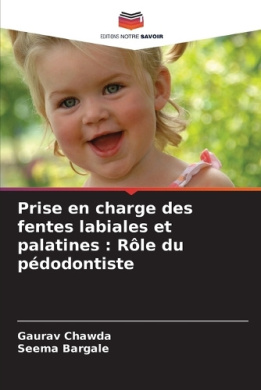 EDITIONS NOTRE SAVOIR
Prise en charge des
fentes labiales et
palatines : Rôle du
pédodontiste
Gaurav Chawda
Seema Bargale